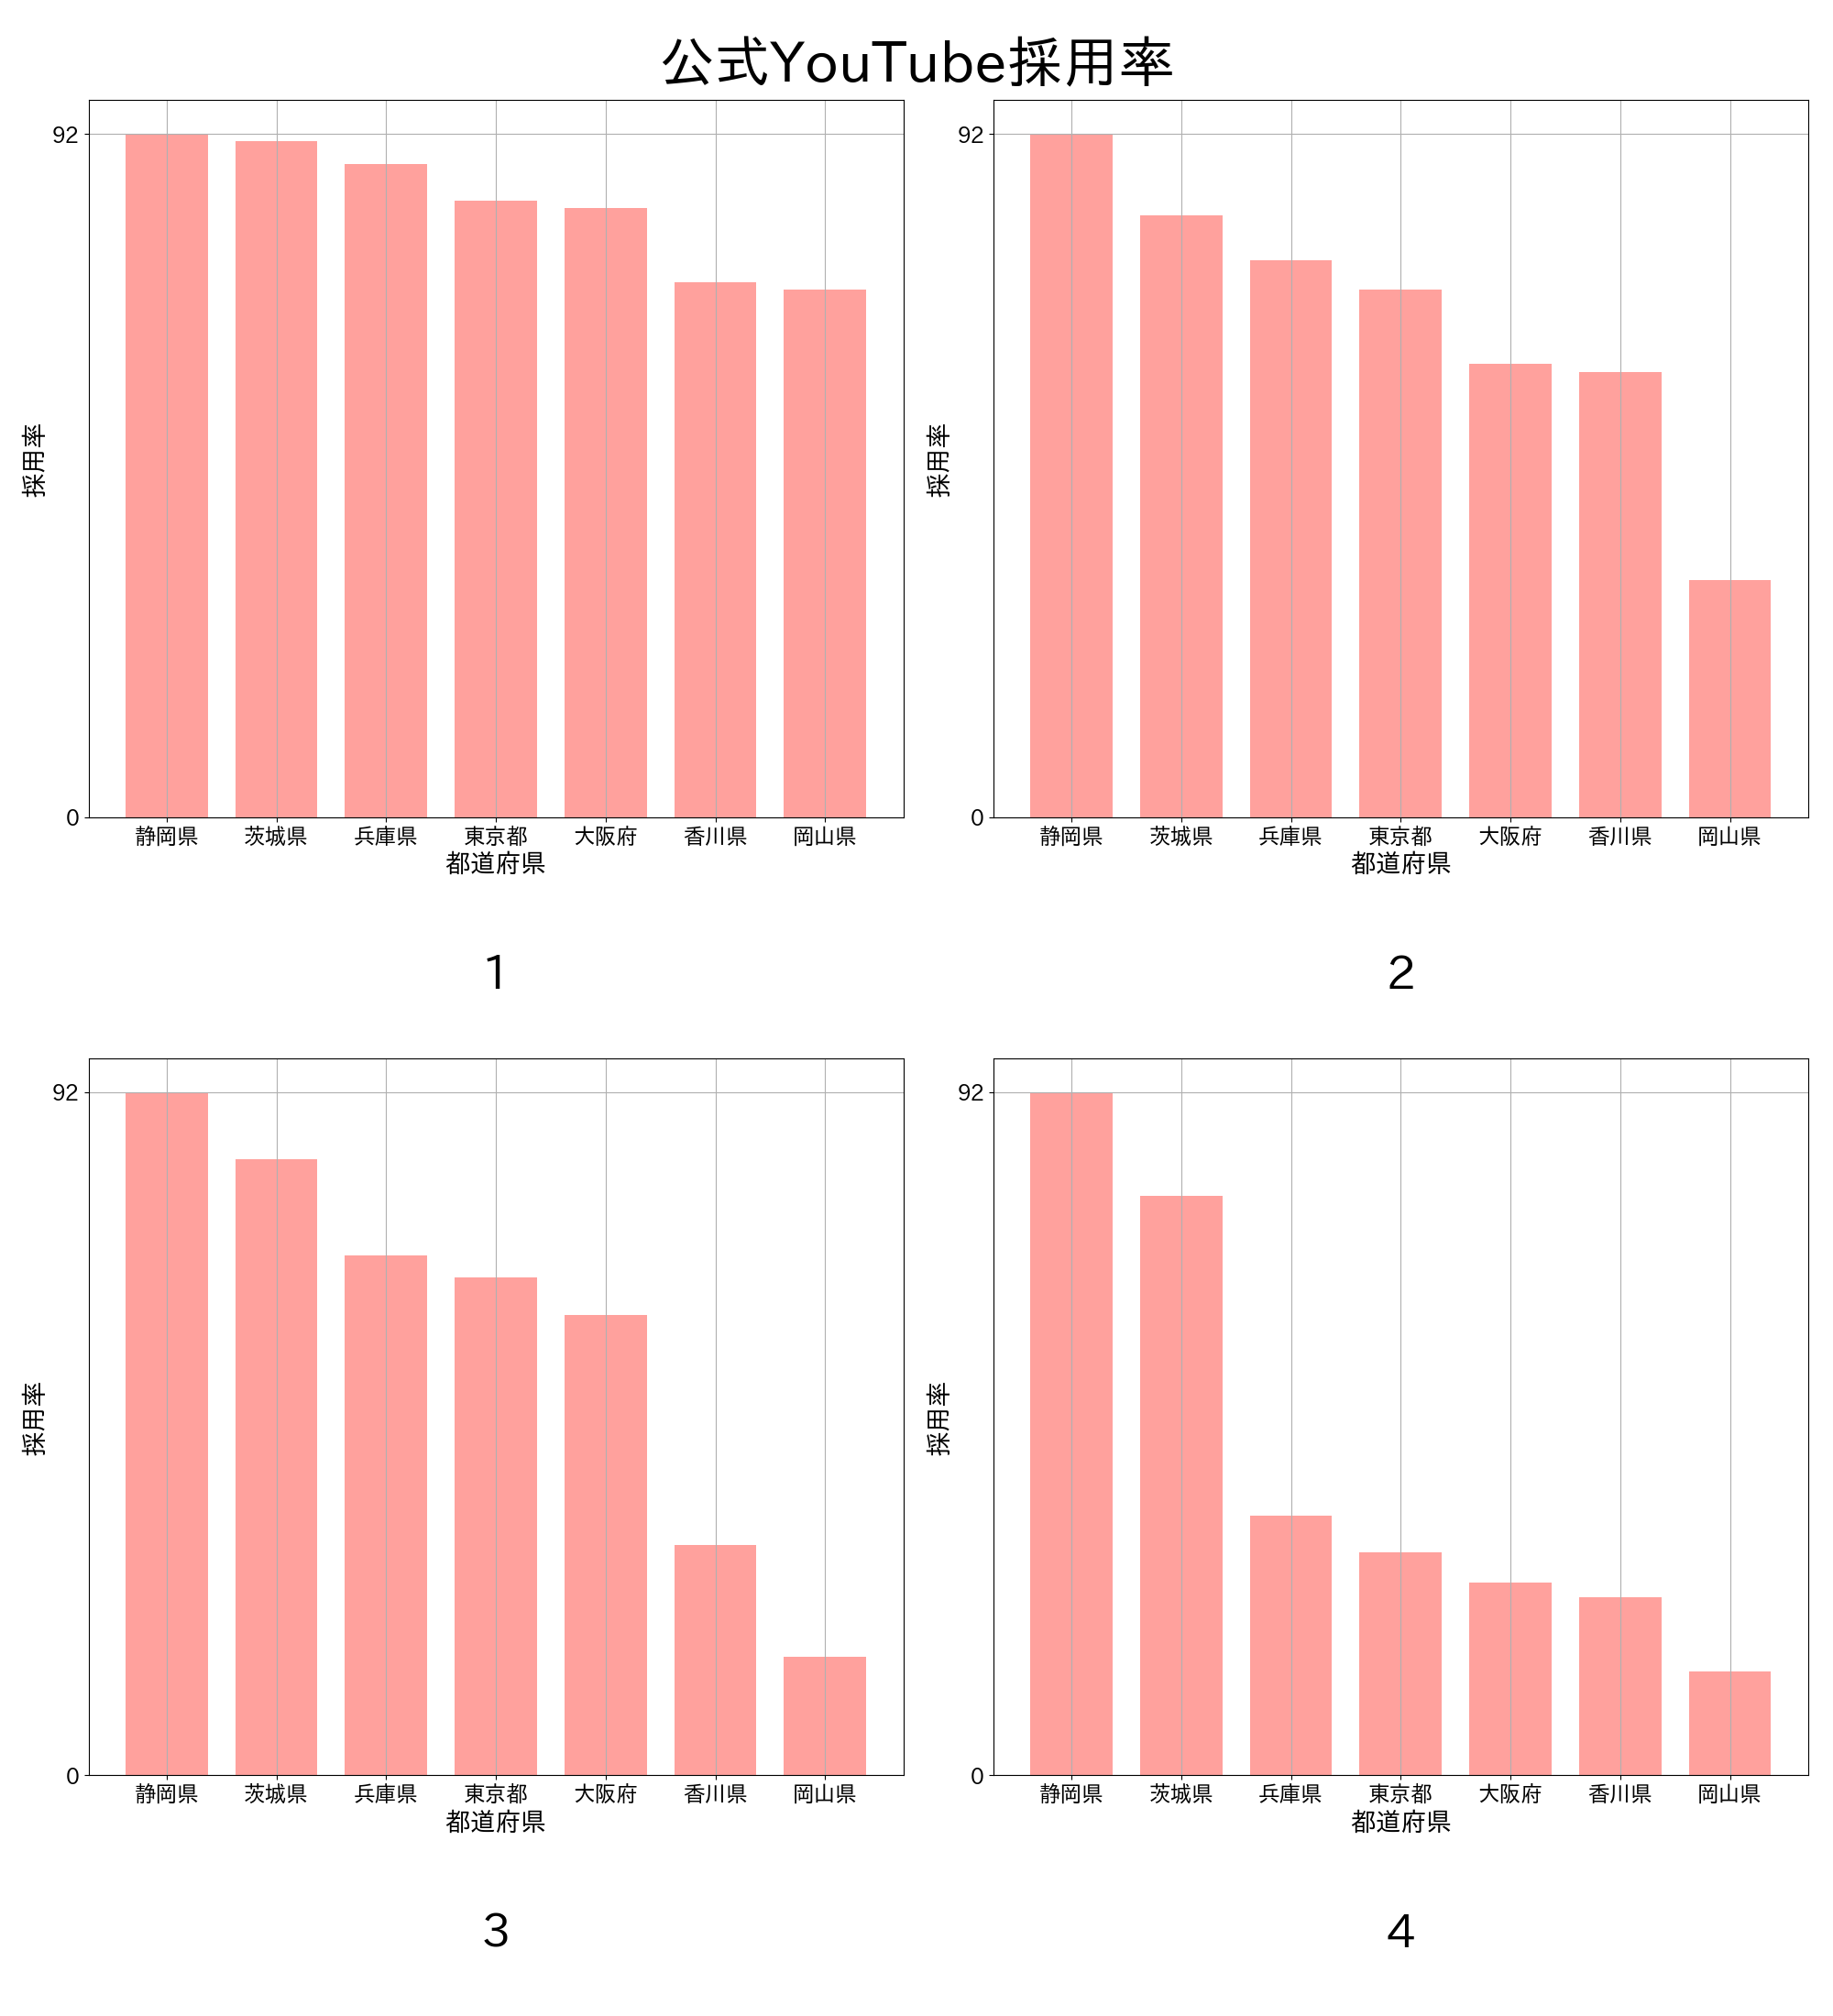 公式YouTube採用率
92
0
採用率
静岡県 茨城県 兵庫県 東京都 大阪府 香川県 岡山県
都道府県
1
92
0
採用率
静岡県 茨城県 兵庫県 東京都 大阪府 香川県 岡山県
都道府県
2
92
0
採用率
静岡県 茨城県 兵庫県 東京都 大阪府 香川県 岡山県
都道府県
3
92
0
採用率
静岡県 茨城県 兵庫県 東京都 大阪府 香川県 岡山県
都道府県
4